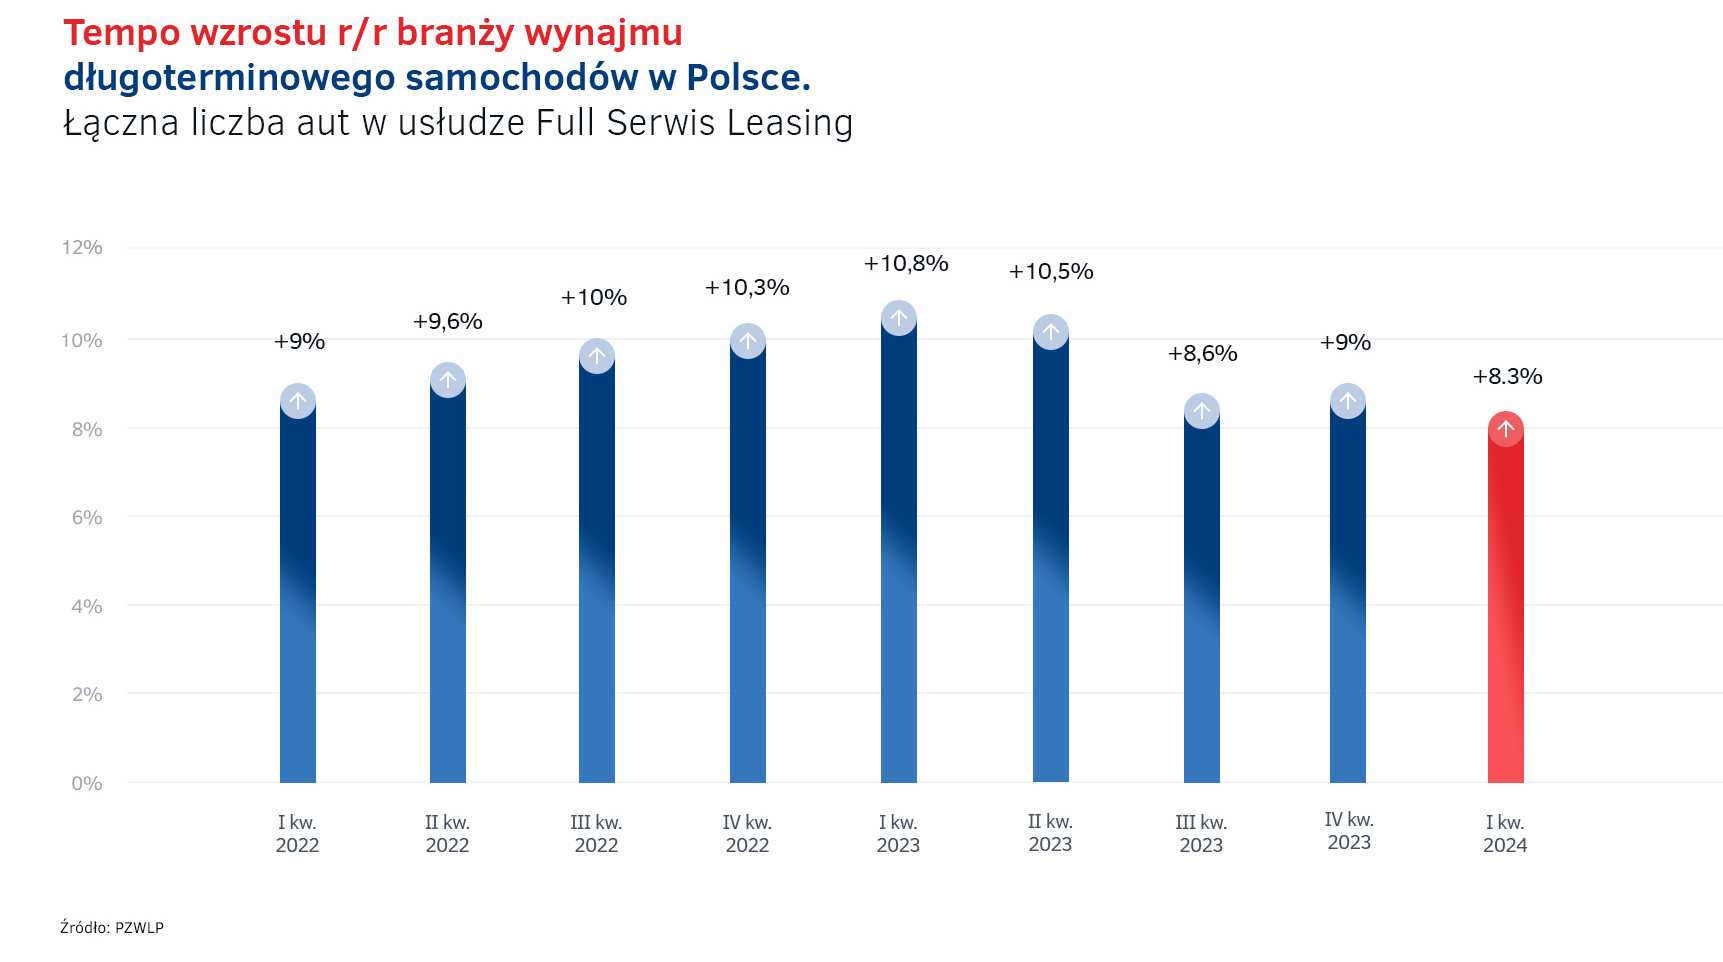 Tempo wzrostu r/r branży wynajmu
długoterminowego samochodów w Polsce.
Łączna liczba aut w usłudze Full Serwis Leasing
12%
10%
8%
6%
4%
2%
0%
+9%
+9,6%
+10%
+10,3%
+10,8%
+10,5%
+8,6%
+9%
+8.3%
I kw.
2022
II kw.
2022
III kw.
2022
IV kw.
2022
I kw.
2023
II kw.
2023
III kw.
2023
IV kw.
2023
I kw.
2024
Źródło: PZWLP